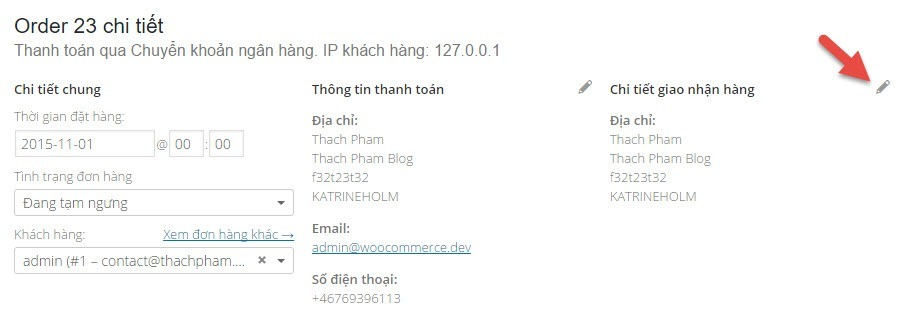 Order 23 chi tiết
Thanh toán qua Chuyển khoản ngân hàng. IP khách hàng: 127.0.0.1
Chi tiết chung
Thời gian đặt hàng:
2015-11-01 @ 00 : 00
Tình trạng đơn hàng
Đang tạm ngưng
Khách hàng: Xem đơn hàng khác →
admin (#1 – contact@thachpham.... ×
Thông tin thanh toán
Địa chỉ:
Thach Pham
Thach Pham Blog
f32t23t32
KATRINEHOLM
Email:
admin@woocommerce.dev
Số điện thoại:
+46769396113
Chi tiết giao nhận hàng
Địa chỉ:
Thach Pham
Thach Pham Blog
f32t23t32
KATRINEHOLM